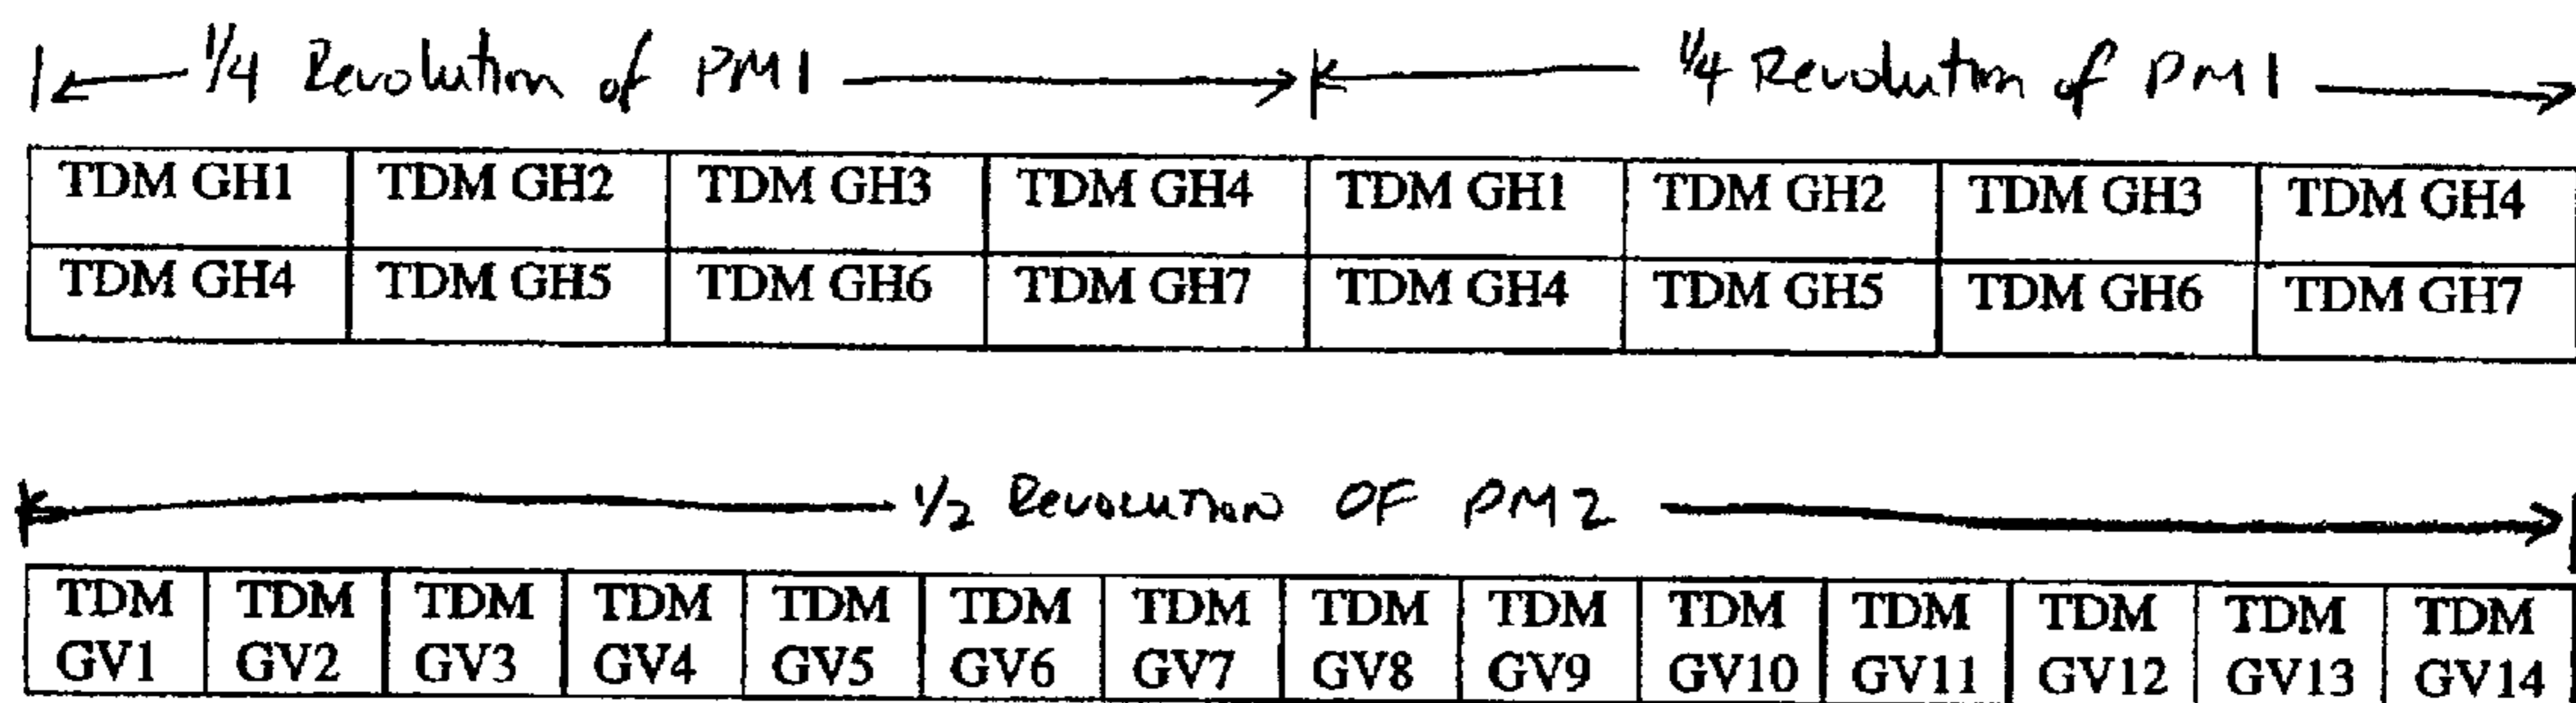 1/4 Revolution of PM1 1/4 Revolution of PM1
TDM GH1 TDM GH2 TDM GH3 TDM GH4 TDM GH1 TDM GH2 TDM GH3 TDM GH4
TDM GH4 TDM GH5 TDM GH6 TDM GH7 TDM GH4 TDM GH5 TDM GH6 TDM GH7
1/2 Revolution OF PM2
TDM TDM TDM TDM TDM TDM TDM TDM TDM TDM TDM TDM TDM TDM
GV1 GV2 GV3 GV4 GV5 GV6 GV7 GV8 GV9 GV10 GV11 GV12 GV13 GV14